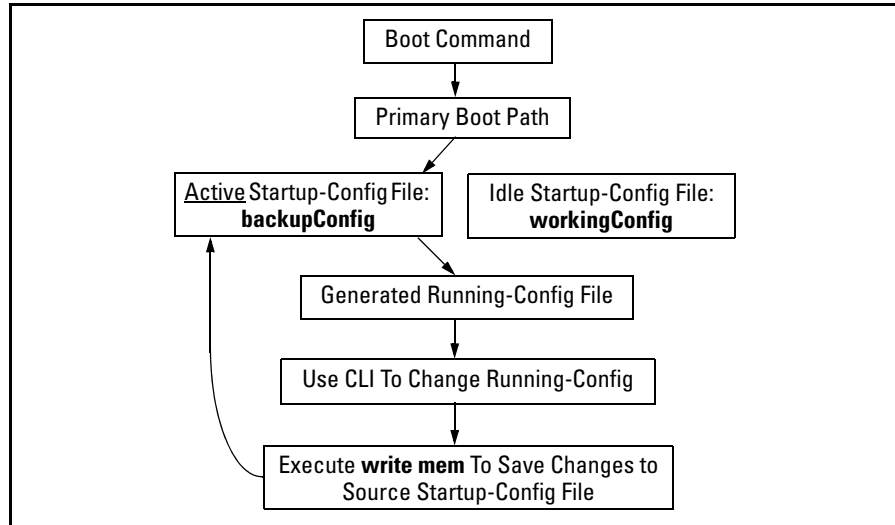 Boot Command
Primary Boot Path
Active Startup-Config File:
backupConfig
Idle Startup-Config File:
workingConfig
Generated Running-Config File
Use CLI To Change Running-Config
Execute write mem To Save Changes to
Source Startup-Config File